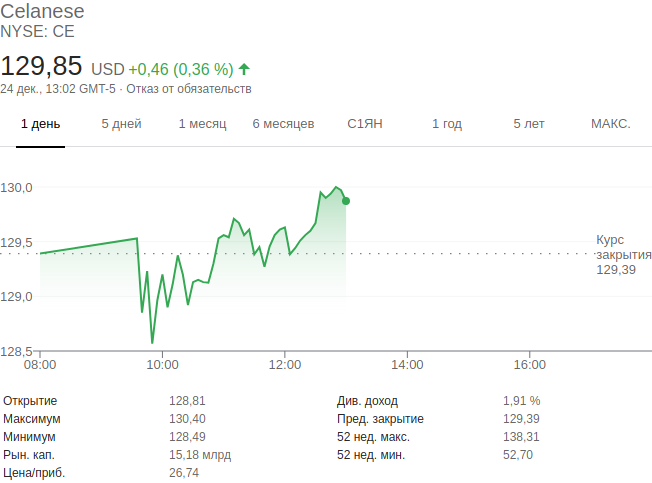 Celanese
NYSE: CE
129,85 USD +0,46 (0,36 %)
24 дек., 13:02 GMT-5 · Отказ от обязательств
1 день 5 дней 1 месяц 6 месяцев С1ЯН 1 год 5 лет МАКС.
130,0
129,5
Курс
закрытия
129,39
129,0
128,5
08:00 10:00 12:00 14:00 16:00
Открытие 128,81 Див. доход 1,91 %
Максимум 130,40 Пред. закрытие 129,39
Минимум 128,49 52 нед. макс. 138,31
Рын. кап. 15,18 млрд 52 нед. мин. 52,70
Цена/приб. 26,74